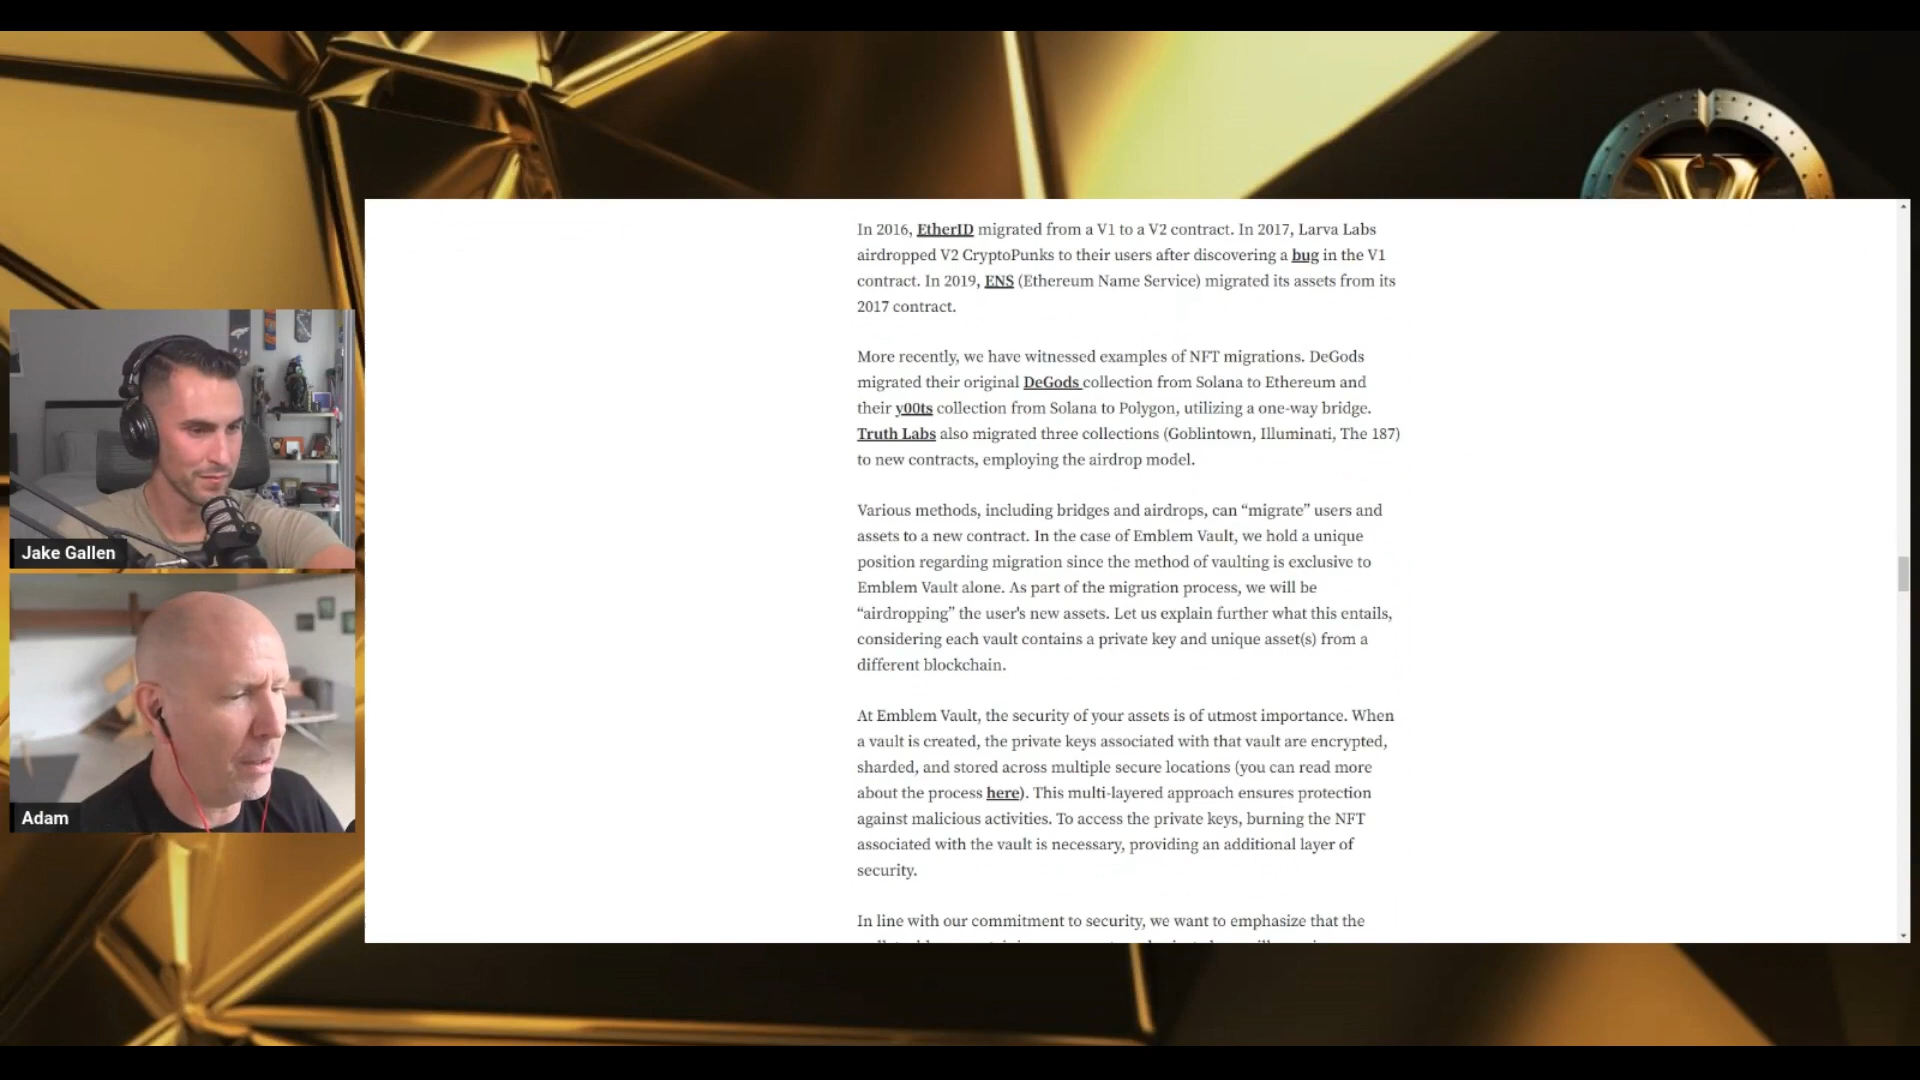 In 2016, EtherID migrated from a V1 to a V2 contract. In 2017, Larva Labs
airdropped V2 CryptoPunks to their users after discovering a bug in the V1
contract. In 2019, ENS (Ethereum Name Service) migrated its assets from its
2017 contract.
More recently, we have witnessed examples of NFT migrations. DeGods
migrated their original DeGods collection from Solana to Ethereum and
their y00ts collection from Solana to Polygon, utilizing a one-way bridge.
Truth Labs also migrated three collections (Goblintown, Illuminati, The 187)
to new contracts, employing the airdrop model.
Various methods, including bridges and airdrops, can “migrate” users and
assets to a new contract. In the case of Emblem Vault, we hold a unique
position regarding migration since the method of vaulting is exclusive to
Emblem Vault alone. As part of the migration process, we will be
“airdropping” the user's new assets. Let us explain further what this entails,
considering each vault contains a private key and unique asset(s) from a
different blockchain.
At Emblem Vault, the security of your assets is of utmost importance. When
a vault is created, the private keys associated with that vault are encrypted,
sharded, and stored across multiple secure locations (you can read more
about the process here). This multi-layered approach ensures protection
against malicious activities. To access the private keys, burning the NFT
associated with the vault is necessary, providing an additional layer of
security.
In line with our commitment to security, we want to emphasize that the
Jake Gallen
Adam